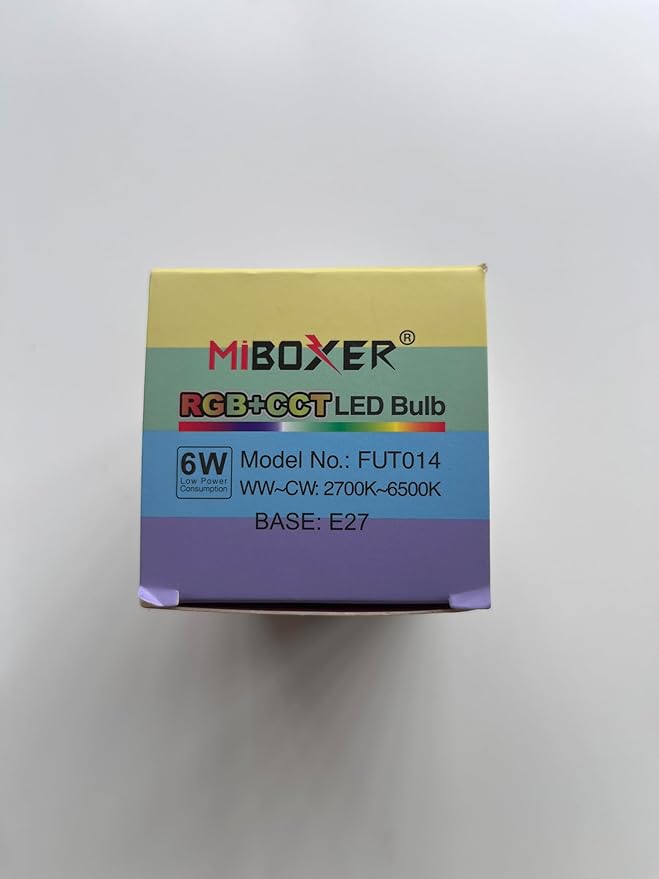 MiBOXER®
RGB+CCT LED Bulb
6W
Low Power
Consumption
Model No.: FUT014
WW~CW: 2700K~6500K
BASE: E27